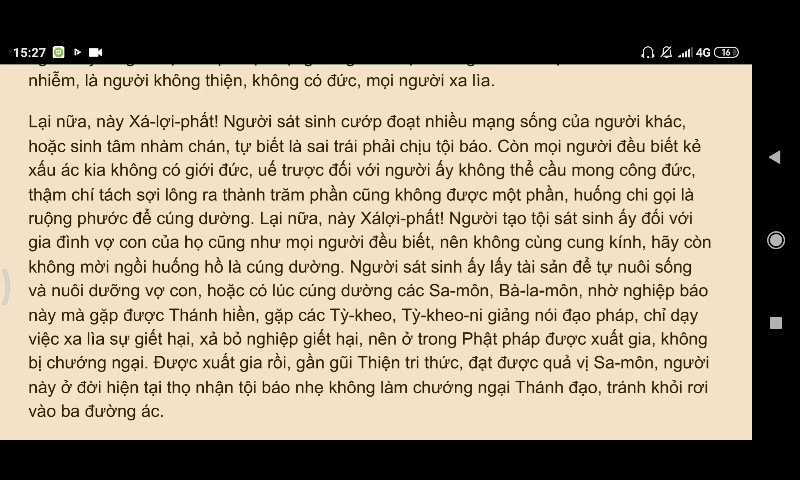 15:27
4G 16
nhiễm, là người không thiện, không có đức, mọi người xa lìa.
Lại nữa, này Xá-lợi-phất! Người sát sinh cướp đoạt nhiều mạng sống của người khác,
hoặc sinh tâm nhàm chán, tự biết là sai trái phải chịu tội báo. Còn mọi người đều biết kẻ
xấu ác kia không có giới đức, uế trược đối với người ấy không thể cầu mong công đức,
thậm chí tách sợi lông ra thành trăm phần cũng không được một phần, huống chi gọi là
ruộng phước để cúng dường. Lại nữa, này Xálợi-phất! Người tạo tội sát sinh ấy đối với
gia đình vợ con của họ cũng như mọi người đều biết, nên không cùng cung kính, hãy còn
không mời ngồi huống hồ là cúng dường. Người sát sinh ấy lấy tài sản để tự nuôi sống
và nuôi dưỡng vợ con, hoặc có lúc cúng dường các Sa-môn, Bà-la-môn, nhờ nghiệp báo
này mà gặp được Thánh hiền, gặp các Tỳ-kheo, Tỳ-kheo-ni giảng nói đạo pháp, chỉ dạy
việc xa lìa sự giết hại, xả bỏ nghiệp giết hại, nên ở trong Phật pháp được xuất gia, không
bị chướng ngại. Được xuất gia rồi, gần gũi Thiện tri thức, đạt được quả vị Sa-môn, người
này ở đời hiện tại thọ nhận tội báo nhẹ không làm chướng ngại Thánh đạo, tránh khỏi rơi
vào ba đường ác.